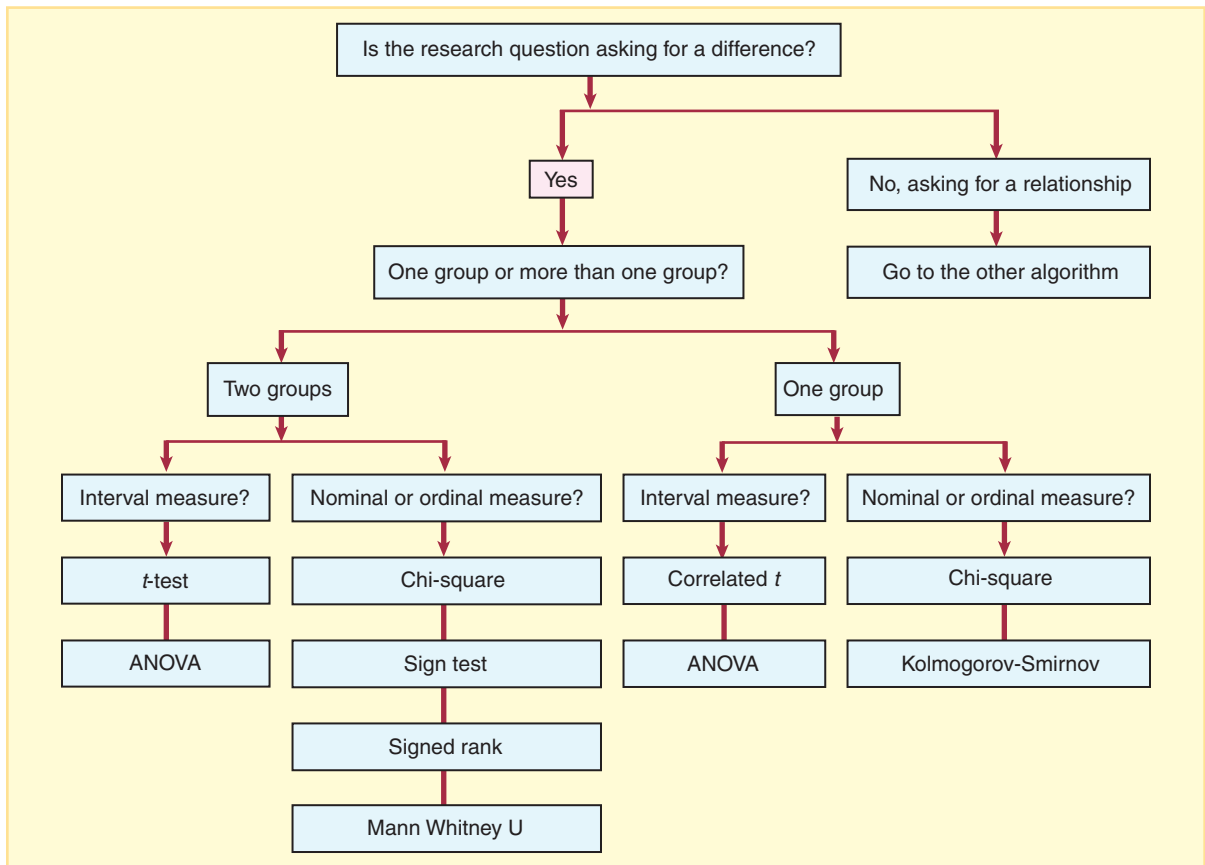 Is the research question asking for a difference?
Yes
No, asking for a relationship
One group or more than one group?
Go to the other algorithm
Two groups
One group
Interval measure?
Nominal or ordinal measure?
Interval measure?
Nominal or ordinal measure?
t-test
Chi-square
Correlated t
Chi-square
ANOVA
Sign test
ANOVA
Kolmogorov-Smirnov
Signed rank
Mann Whitney U